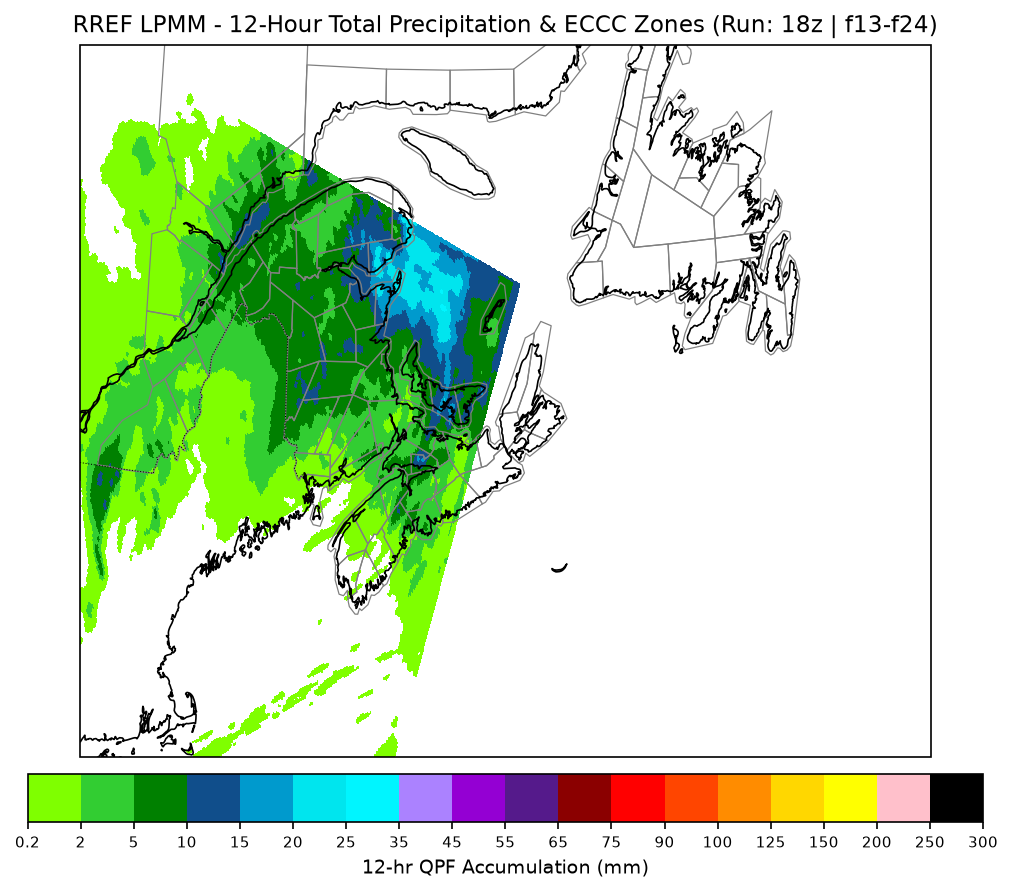 RREF LPMM - 12-Hour Total Precipitation & ECCC Zones (Run: 18z | f13-f24)
0.2 2 5 10 15 20 25 35 45 55 65 75 90 100 125 150 200 250 300
12-hr QPF Accumulation (mm)